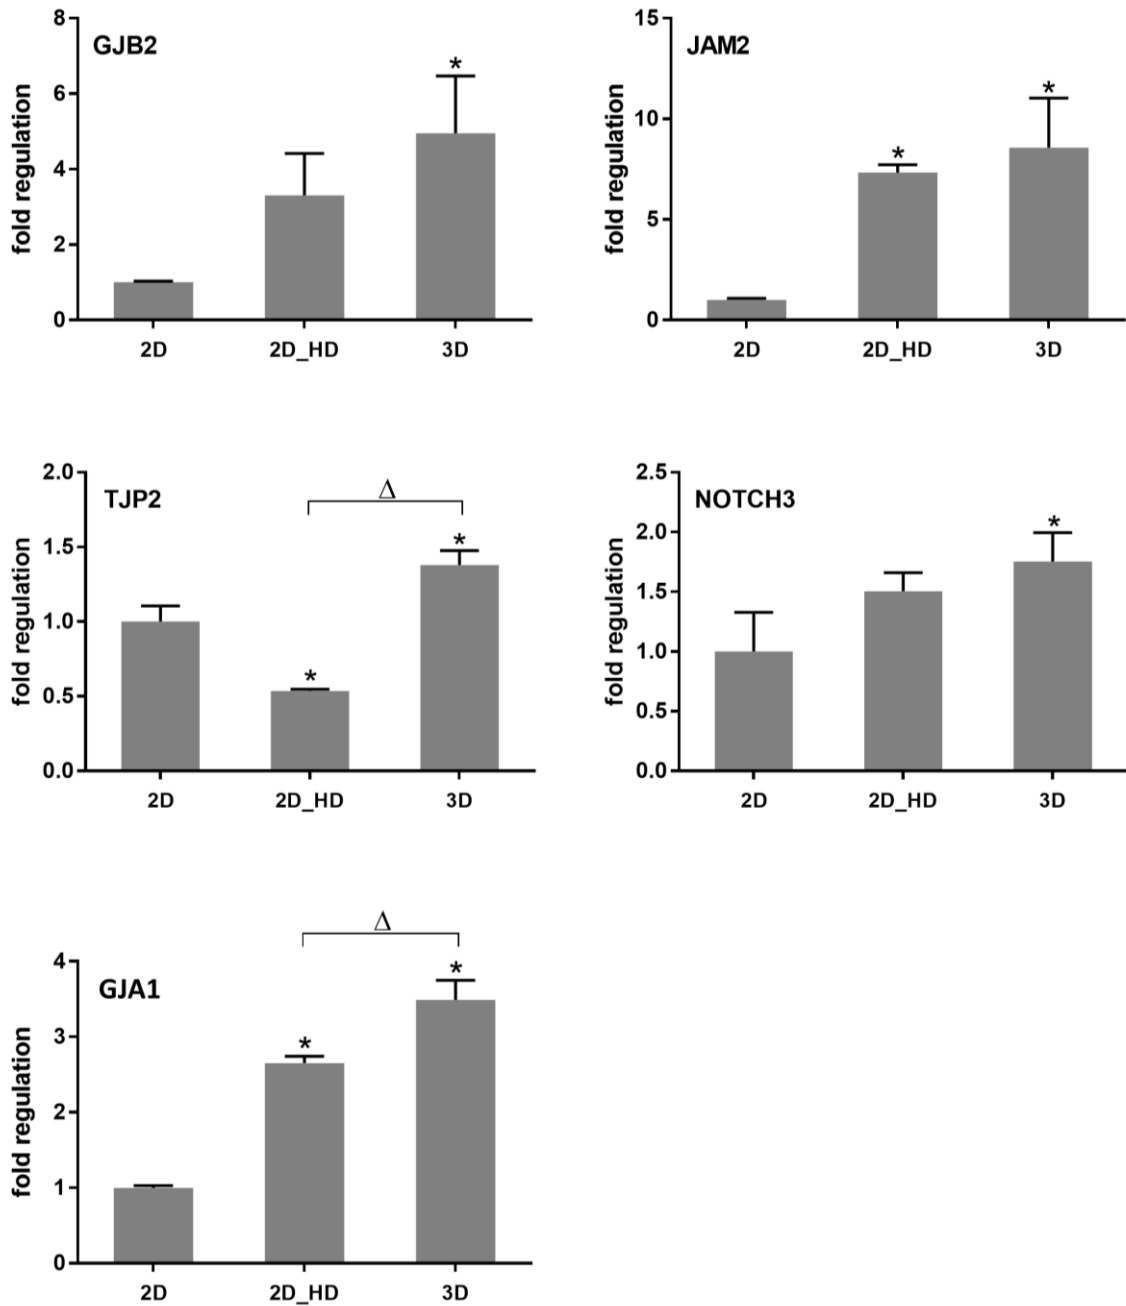 GJB2
fold regulation
8
6
4
2
0
*
2D 2D_HD 3D
JAM2
fold regulation
15
10
5
0
* *
2D 2D_HD 3D
TJP2
fold regulation
2.0
1.5
1.0
0.5
0.0
Δ
* *
2D 2D_HD 3D
NOTCH3
fold regulation
2.5
2.0
1.5
1.0
0.5
0.0
*
2D 2D_HD 3D
GJA1
fold regulation
4
3
2
1
0
Δ
* *
2D 2D_HD 3D